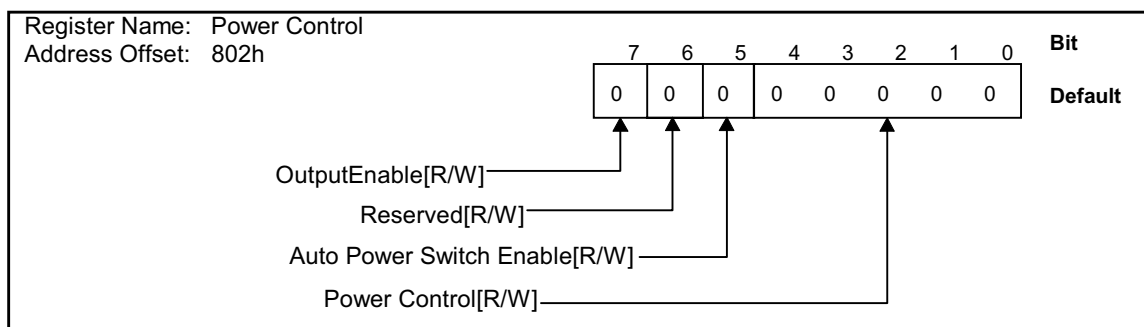 Register Name: Power Control
Address Offset: 802h
7 6 5 4 3 2 1 0 Bit
0 0 0 0 0 0 0 0 Default
OutputEnable[R/W]
Reserved[R/W]
Auto Power Switch Enable[R/W]
Power Control[R/W]